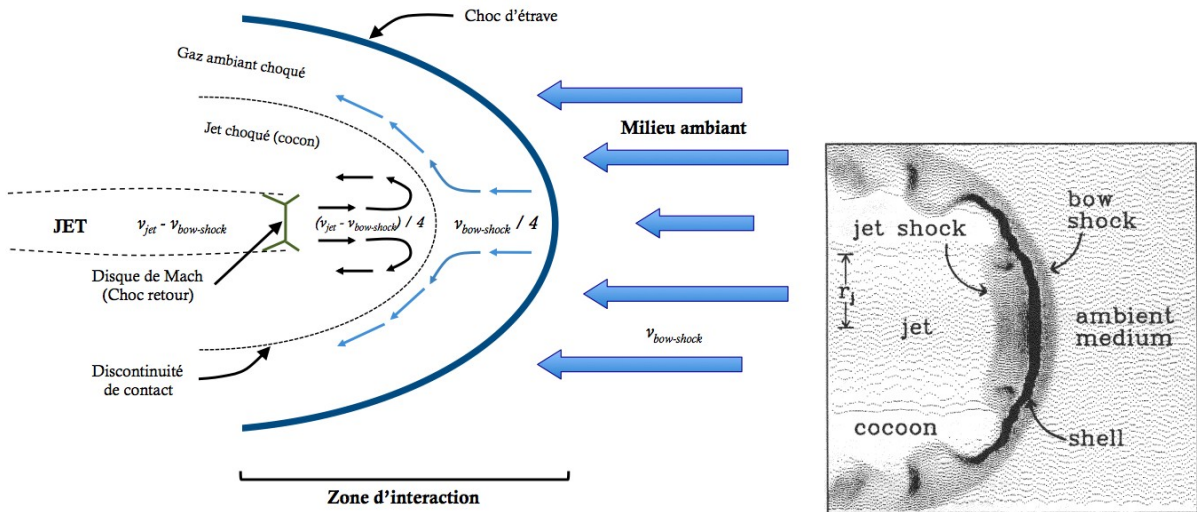 Choc d'étrave
Gaz ambiant choqué
Jet choqué (cocon)
Milieu ambiant
JET
v_jet - v_bow-shock
(v_jet - v_bow-shock) / 4
v_bow-shock / 4
Disque de Mach
(Choc retour)
v_bow-shock
Discontinuité
de contact
Zone d'interaction
bow
shock
jet shock
r_j
jet
ambient
medium
cocoon
shell